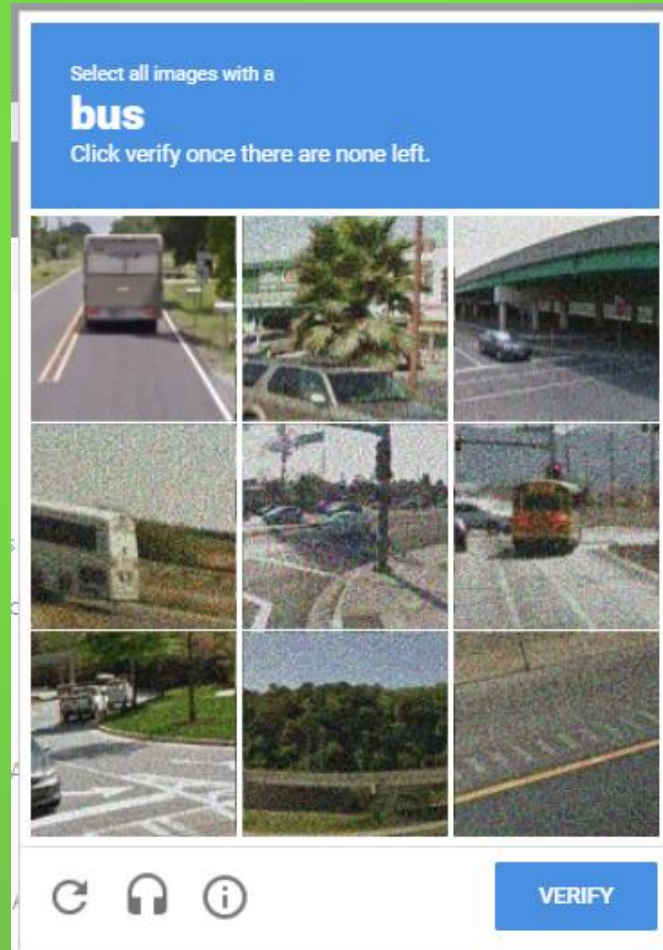 Select all images with a
bus
Click verify once there are none left.
VERIFY